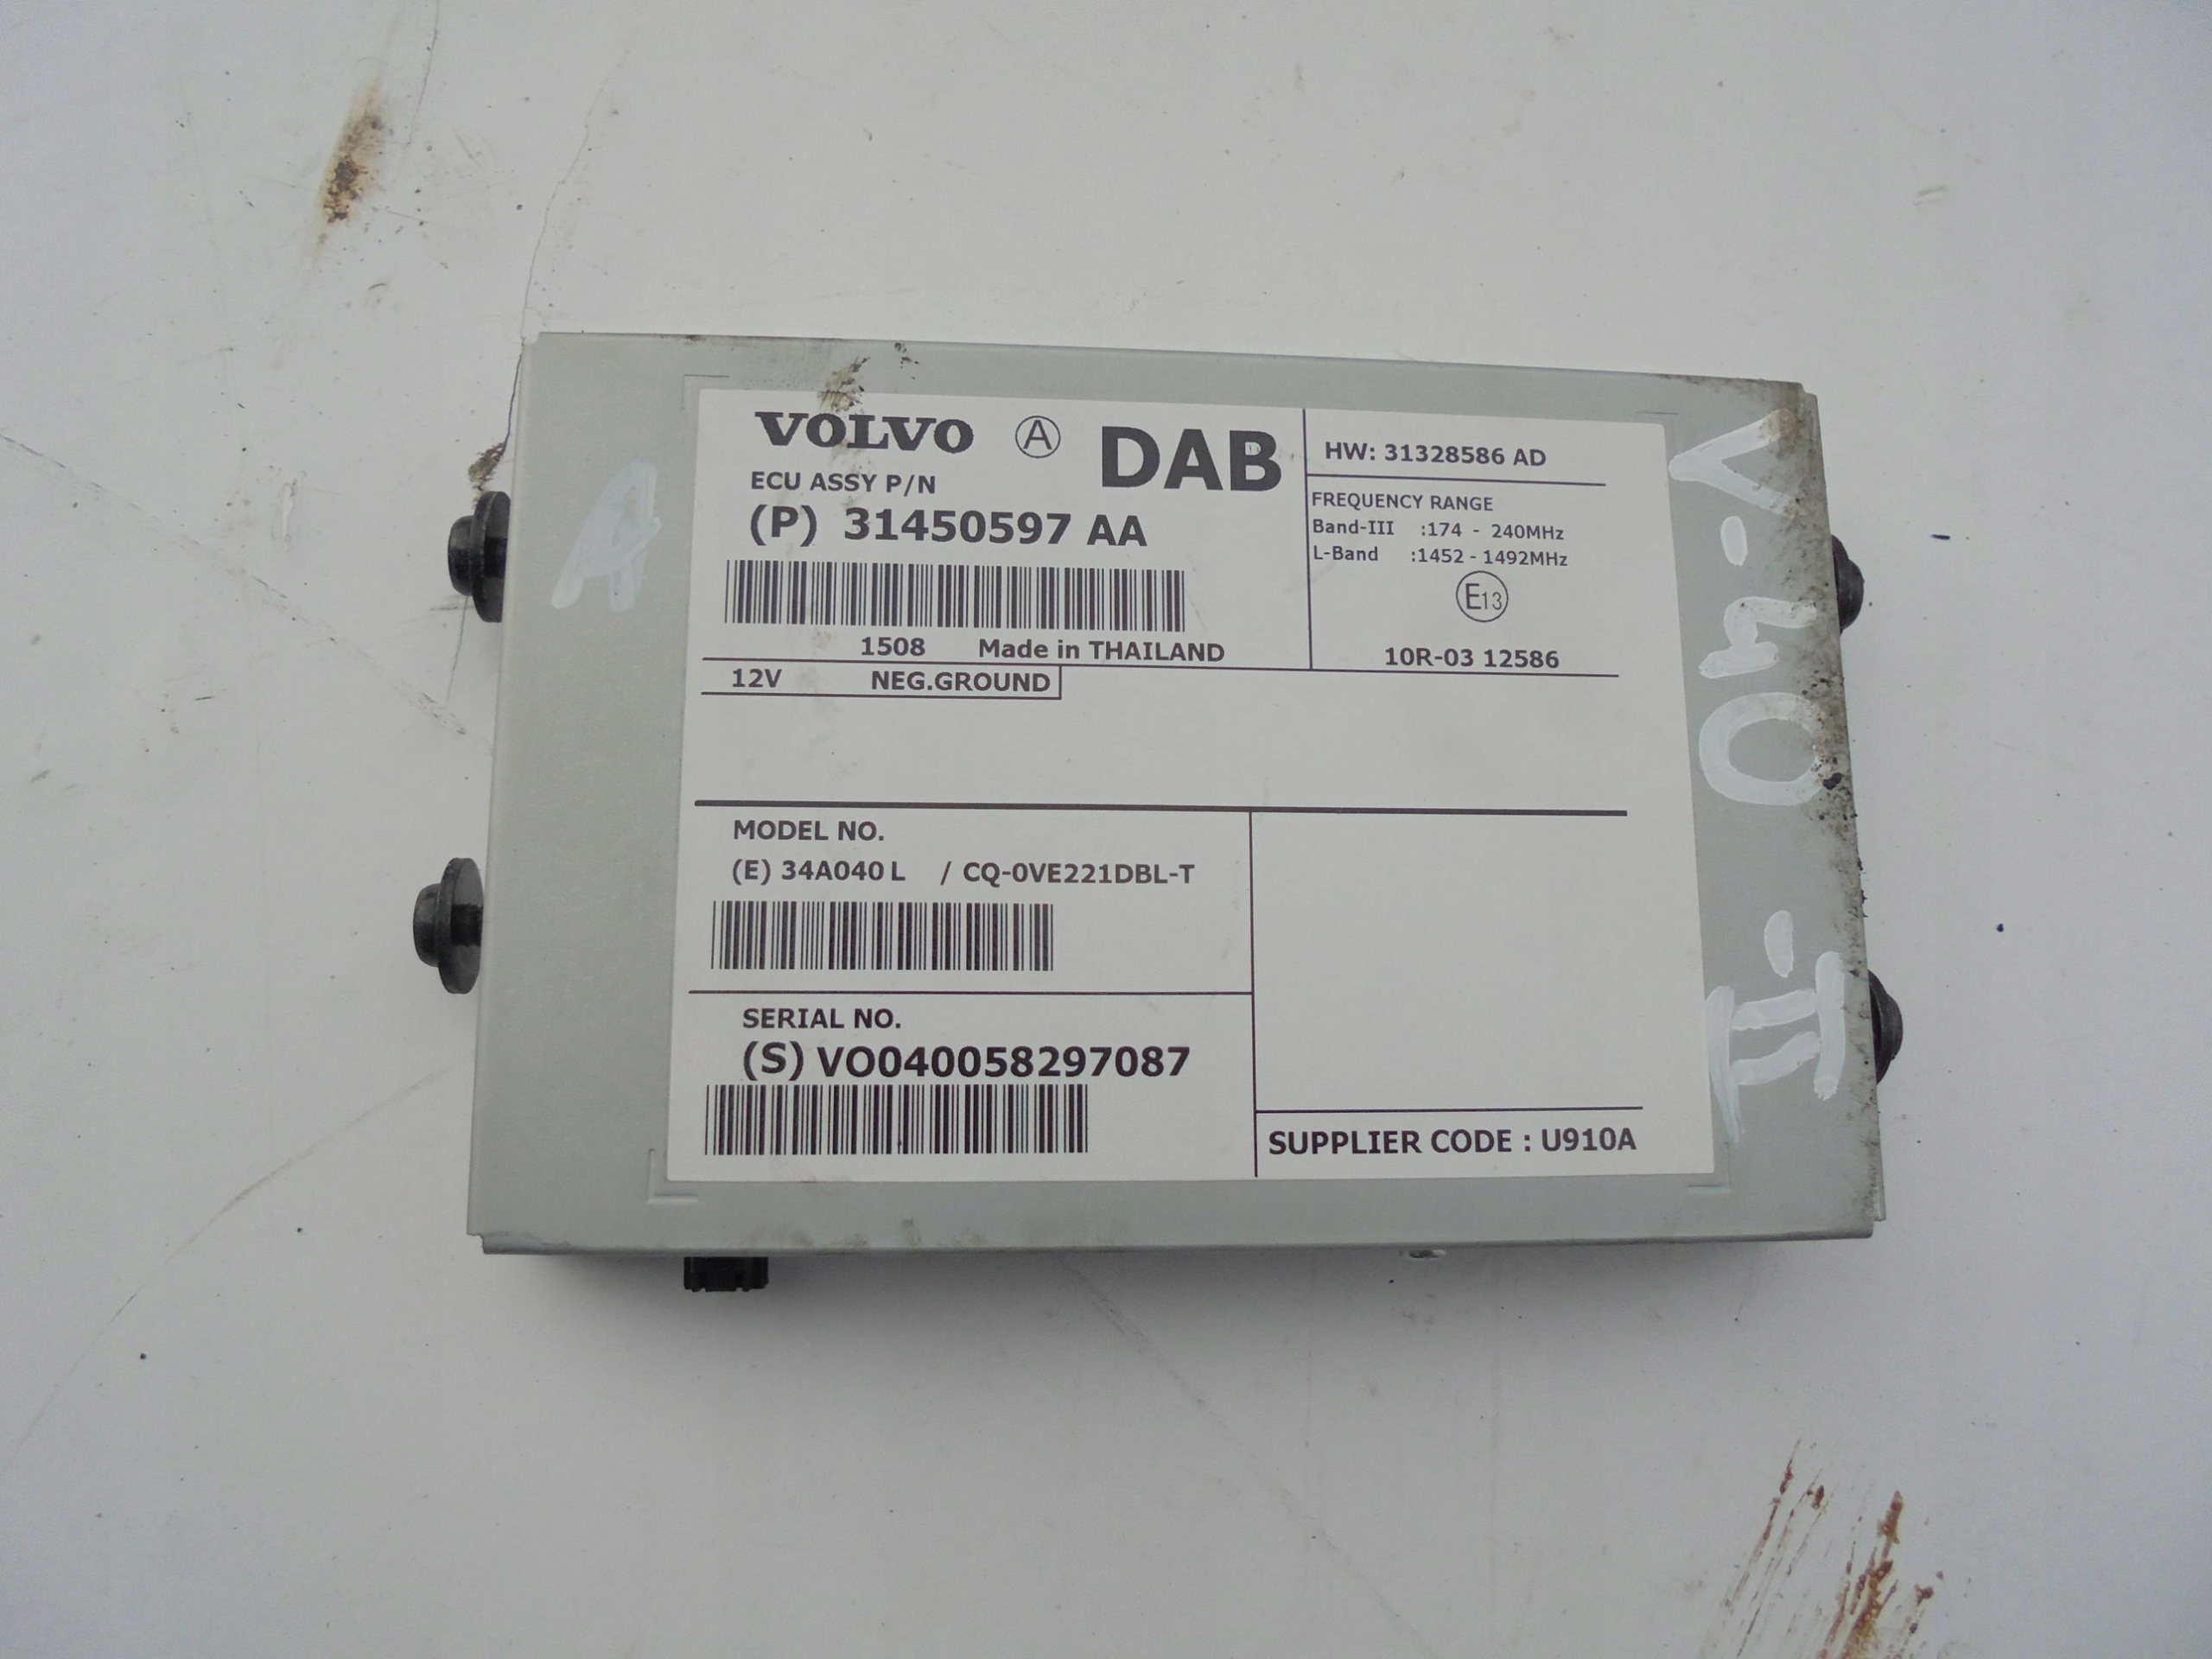 VOLVO A DAB
ECU ASSY P/N
(P) 31450597 AA
1508 Made in THAILAND
12V NEG.GROUND
HW: 31328586 AD
FREQUENCY RANGE
Band-III :174 - 240MHz
L-Band :1452 - 1492MHz
E13
10R-03 12586
MODEL NO.
(E) 34A040 L / CQ-0VE221DBL-T
SERIAL NO.
(S) VO040058297087
SUPPLIER CODE : U910A
A
V-40-II